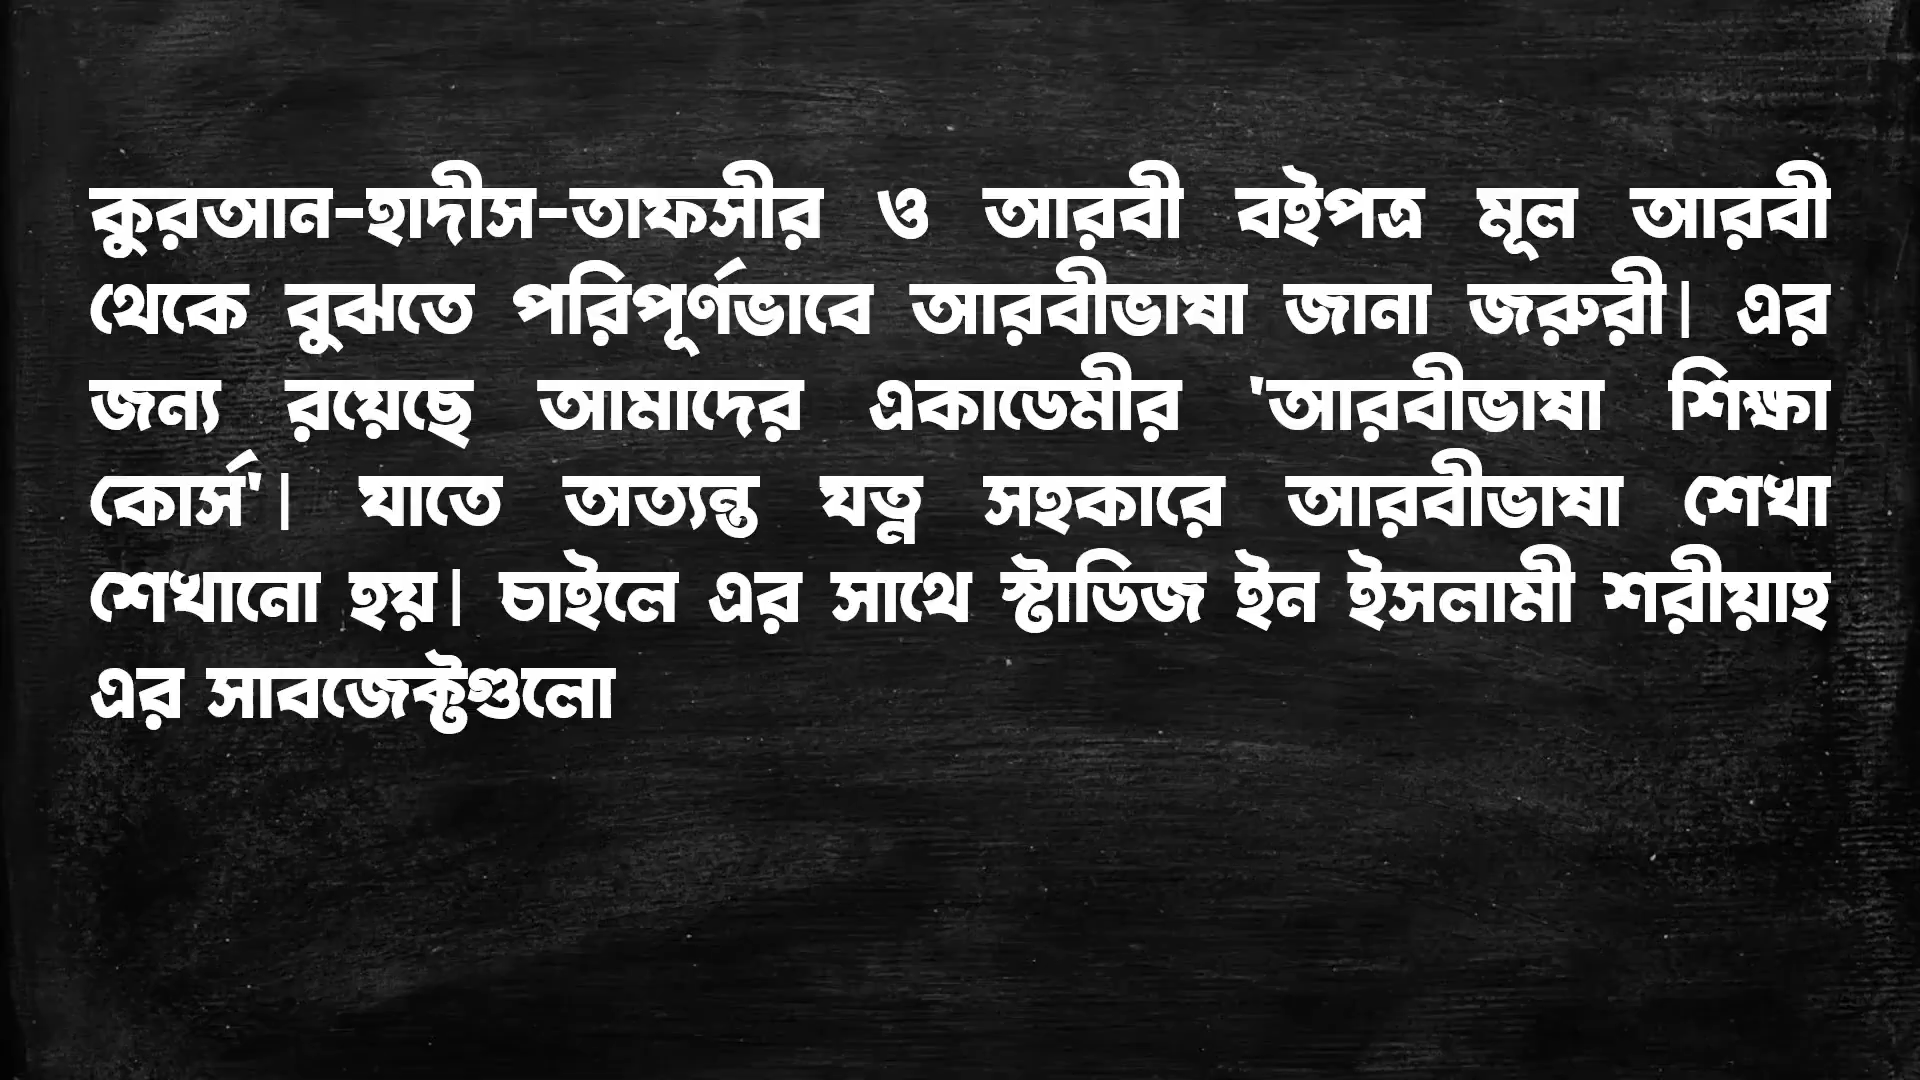 কুরআন-হাদীস-তাফসীর ও আরবী বইপত্র মূল আরবী
থেকে বুঝতে পরিপূর্ণভাবে আরবীভাষা জানা জরুরী। এর
জন্য রয়েছে আমাদের একাডেমীর 'আরবীভাষা শিক্ষা
কোর্স'। যাতে অত্যন্ত যত্ন সহকারে আরবীভাষা শেখা
শেখানো হয়। চাইলে এর সাথে স্টাডিজ ইন ইসলামী শরীয়াহ
এর সাবজেক্টগুলো